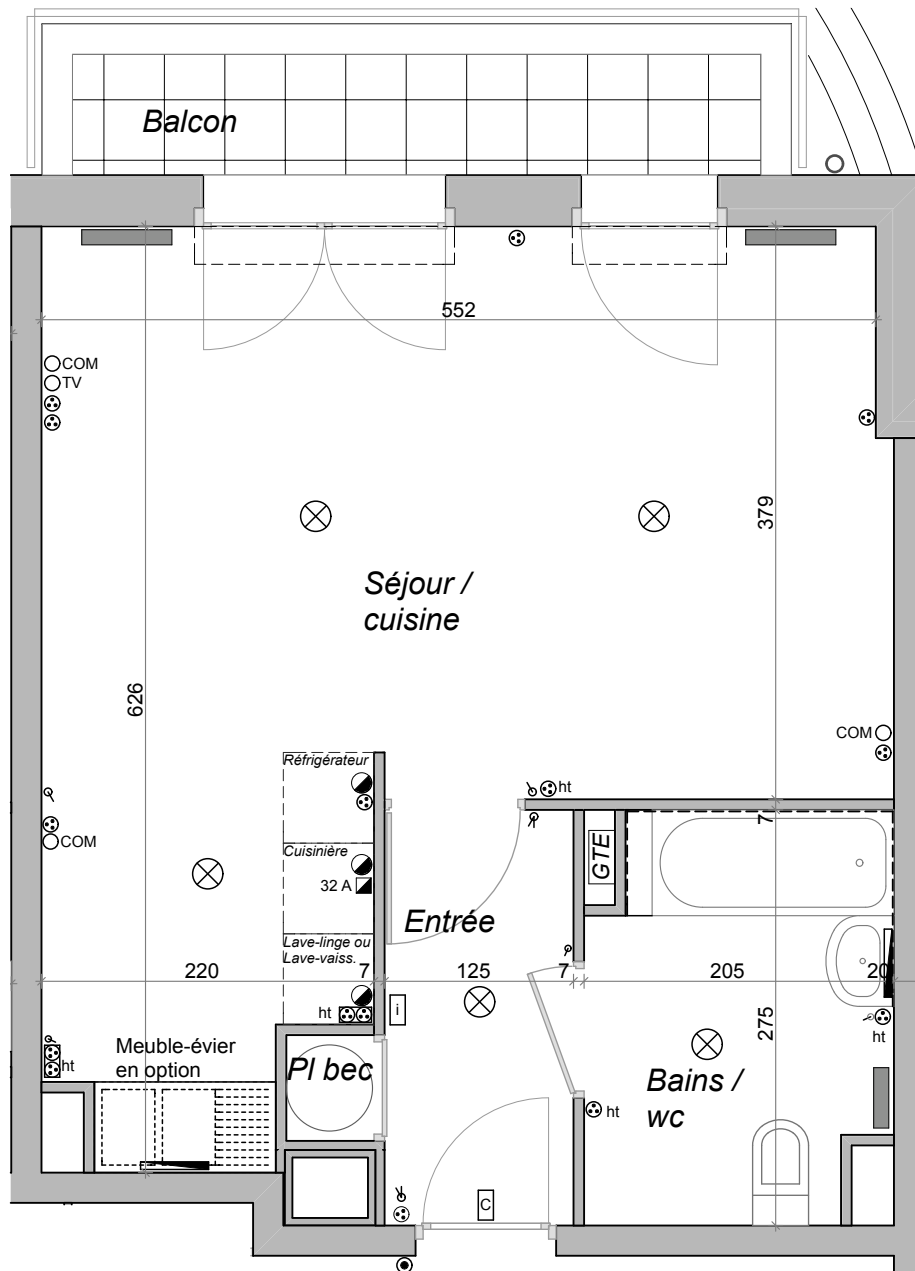 Balcon
552
COM
TV
379
Séjour /
cuisine
626
COM
Réfrigérateur
ht
7
COM
Cuisinière
GTE
32 A
Entrée
Lave-linge ou
Lave-vaiss.
220
7
125
7
205
20
ht
i
275
ht
ht
Meuble-évier
en option
Pl bec
Bains /
wc
ht
C